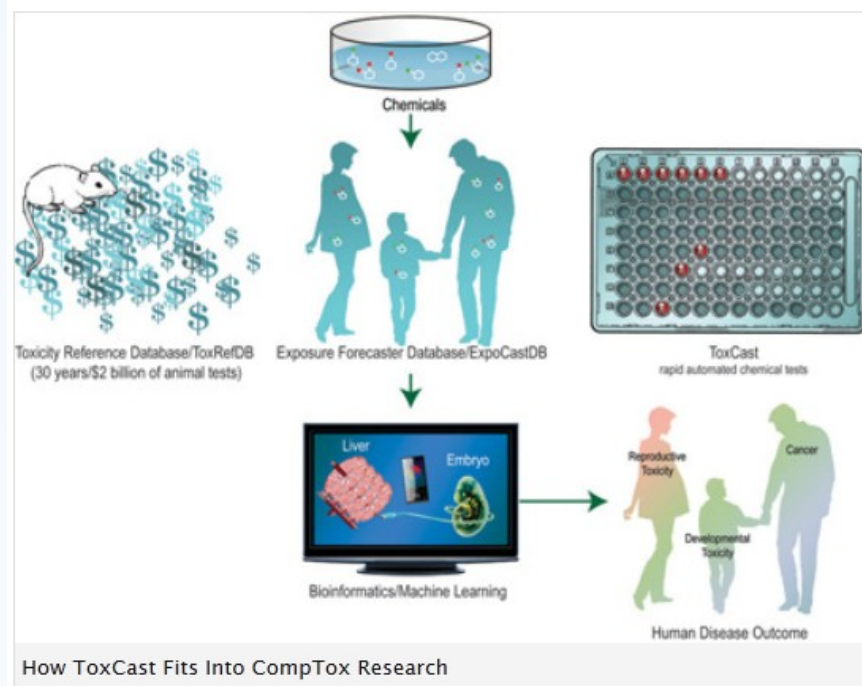 Chemicals
Toxicity Reference Database/ToxRefDB
(30 years/$2 billion of animal tests)
Exposure Forecaster Database/ExpoCastDB
ToxCast
rapid automated chemical tests
Liver
Embryo
Bioinformatics/Machine Learning
Reproductive
Toxicity
Cancer
Developmental
Toxicity
Human Disease Outcome
How ToxCast Fits Into CompTox Research